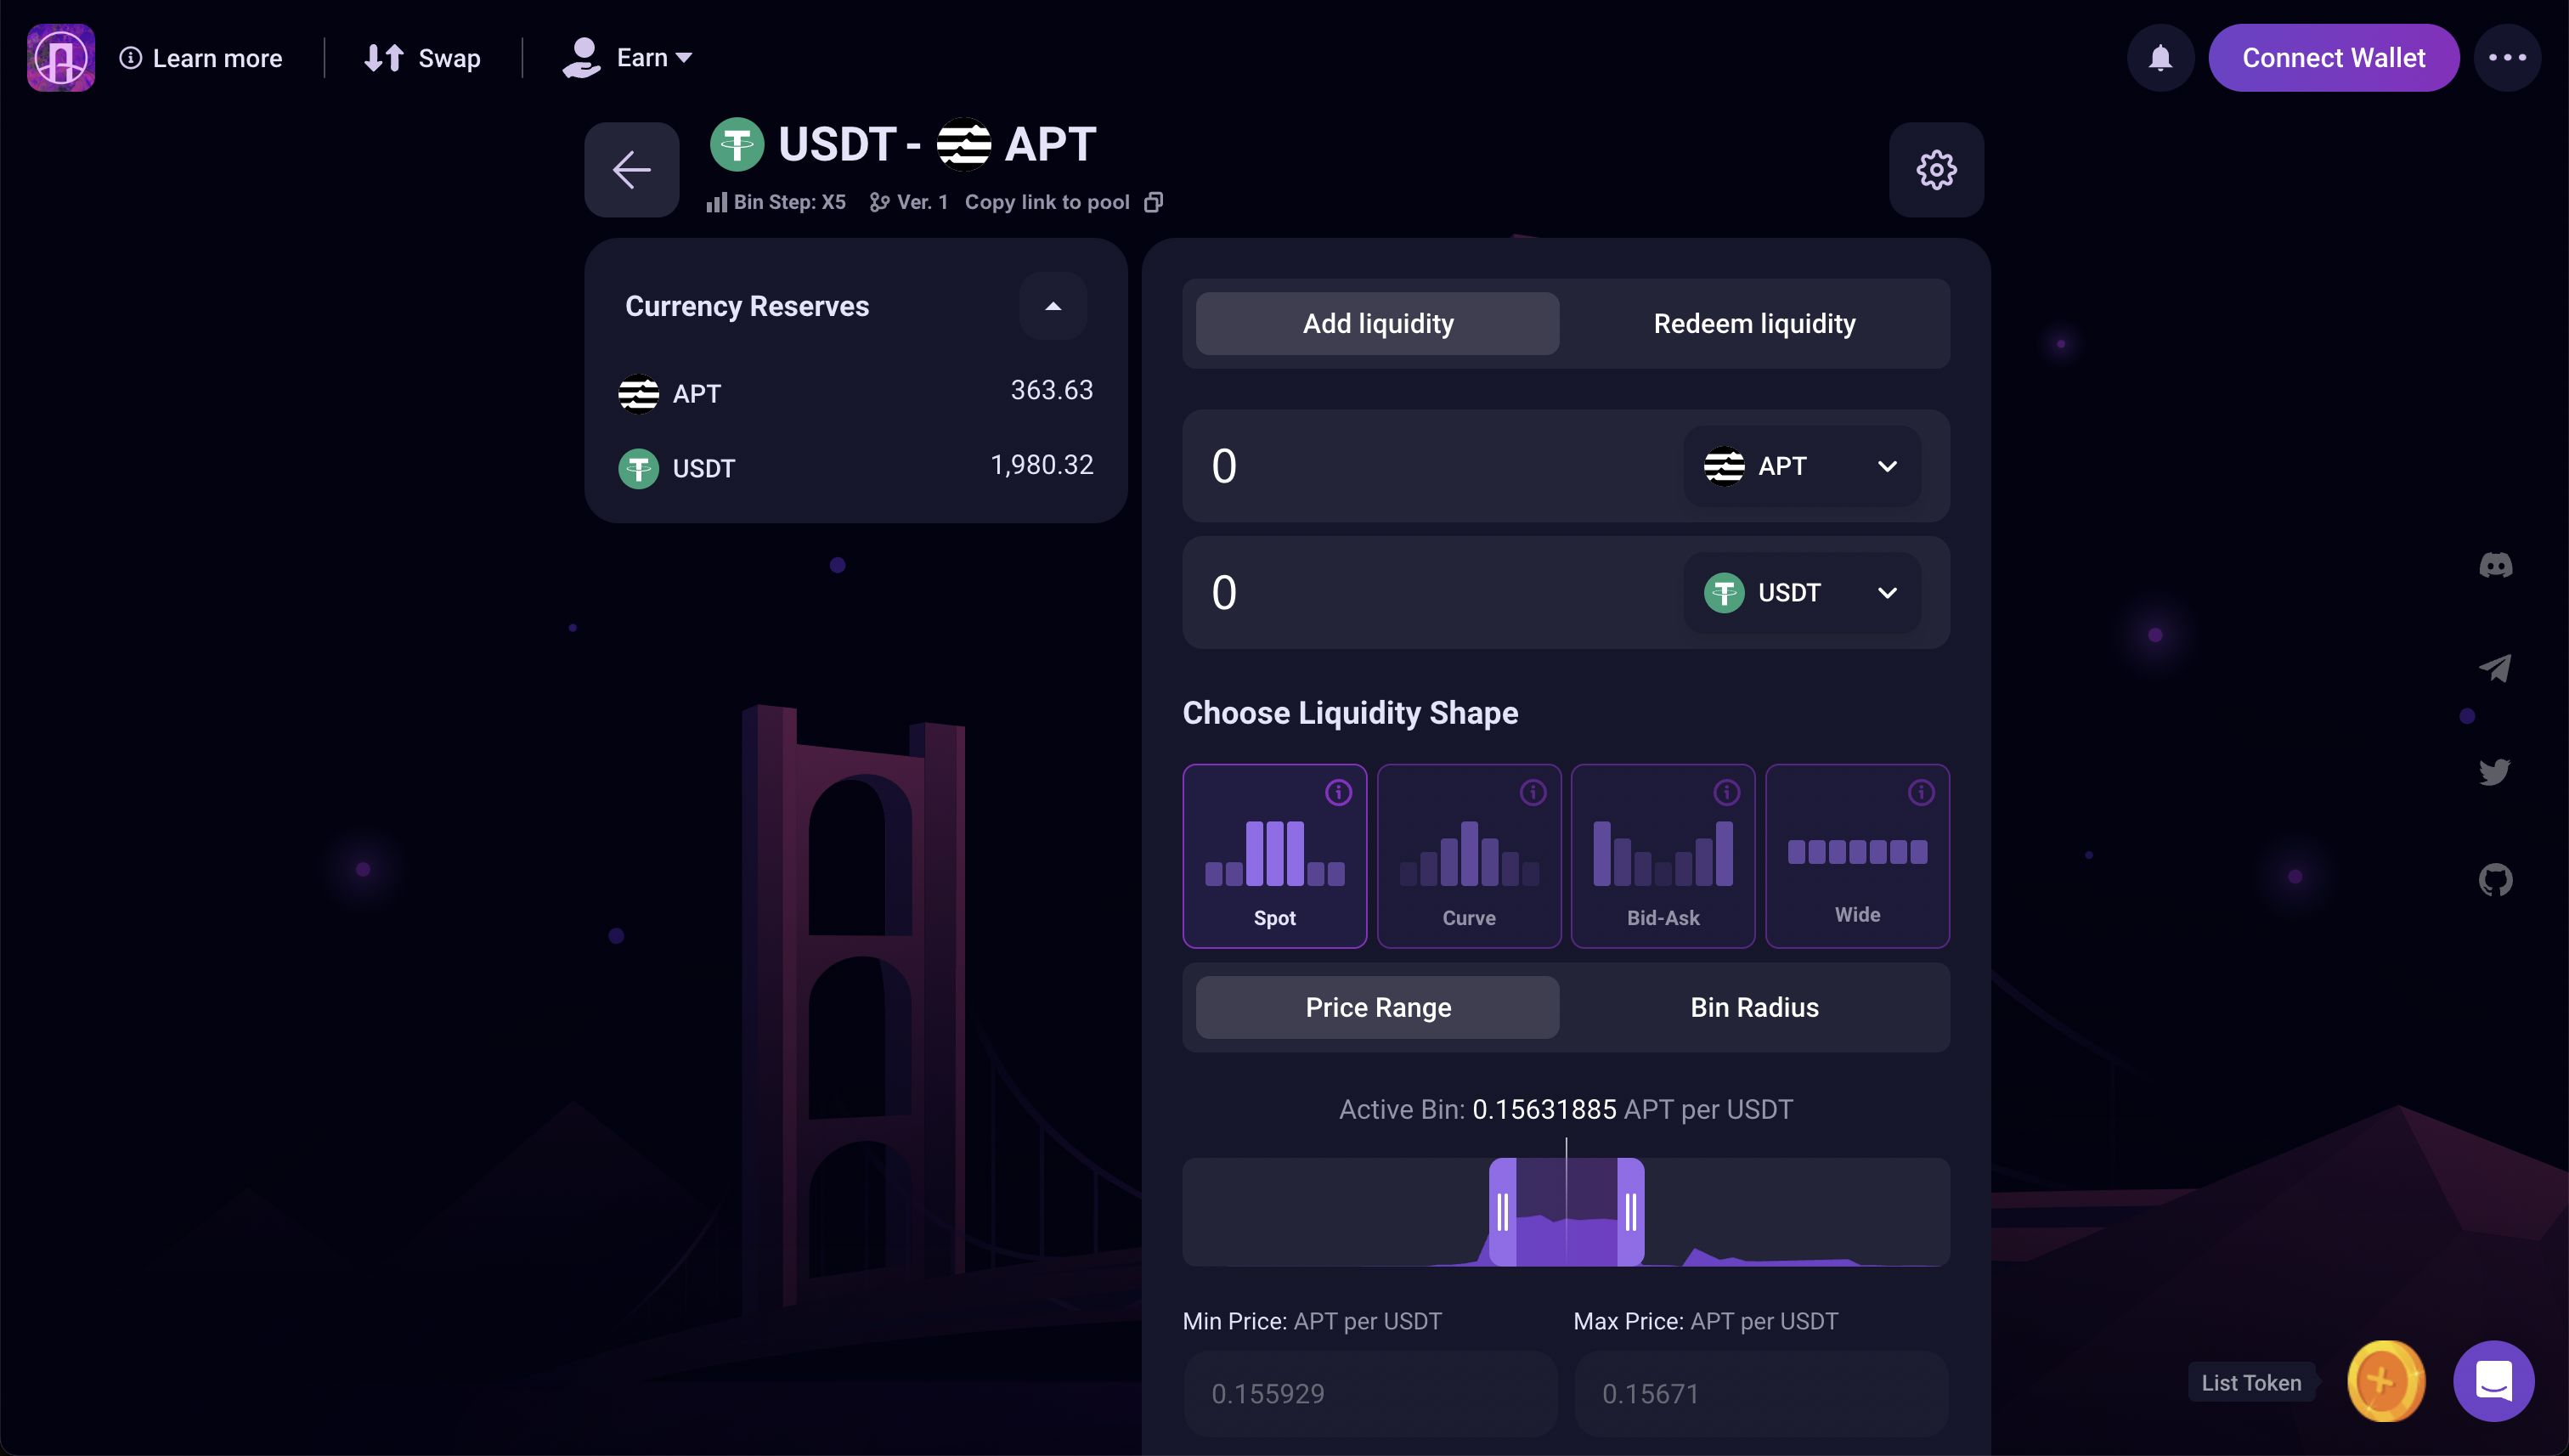 Learn more
Swap
Earn
Connect Wallet
USDT - APT
Bin Step: X5 Ver. 1 Copy link to pool
Currency Reserves
APT 363.63
USDT 1,980.32
Add liquidity Redeem liquidity
0 APT
0 USDT
Choose Liquidity Shape
Spot Curve Bid-Ask Wide
Price Range Bin Radius
Active Bin: 0.15631885 APT per USDT
Min Price: APT per USDT
Max Price: APT per USDT
0.155929
0.15671
List Token